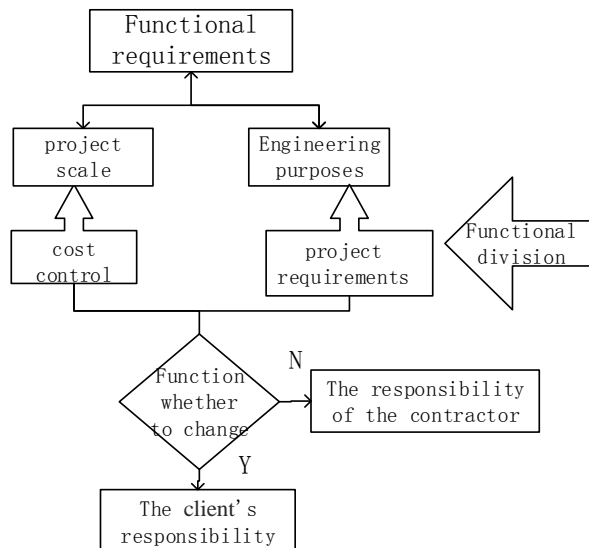 Functional
requirements
project
scale
Engineering
purposes
cost
control
project
requirements
Functional
division
Function
whether
to change
N
The responsibility
of the contractor
Y
The client's
responsibility